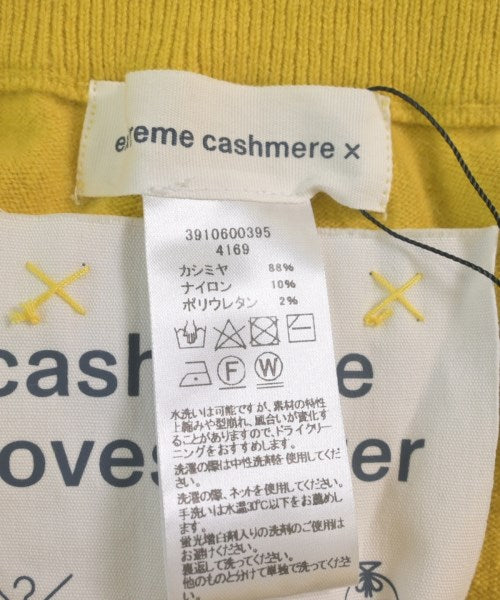 extreme cashmere x
3910600395
4169
カシミヤ 88%
ナイロン 10%
ポリウレタン 2%
F W
水洗いは可能ですが、素材の特性
上縮みや型崩れ、風合いが変化す
ることがありますので、ドライクリー
ニングをおすすめします。
洗濯の際は中性洗剤を使用してくだ
さい。
洗濯の際、ネットを使用してください。
手洗いは水温30℃以下をお薦めし
ます。
蛍光増白剤入りの洗剤のご使用は
お避けください。
裏返して洗ってください。
他のものと分けて単独で洗ってくださ
い。
cash e
oves er